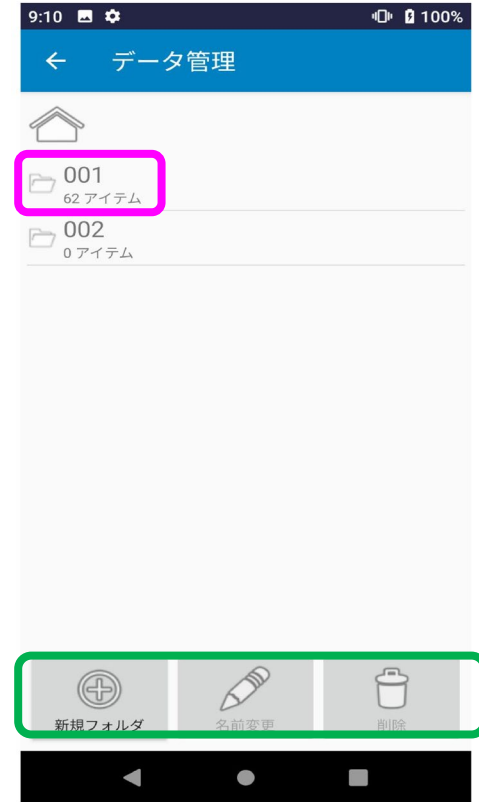 9:10 100%
データ管理
001
62 アイテム
002
0 アイテム
新規フォルダ 名前変更 削除